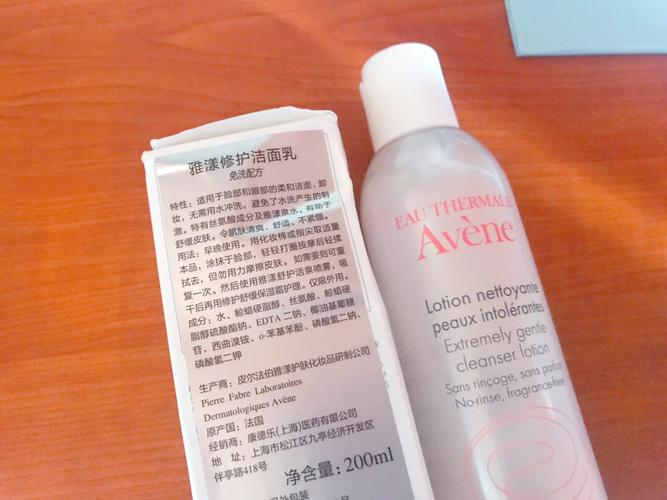 雅漾修护洁面乳
免洗配方
特性：适用于脸部和眼部的柔和洁面、卸
妆，无需用水冲洗，避免了水洗产生的刺
激。特有丝氨酸成分及雅漾泉水，有助于
舒缓皮肤。令肌肤清爽、舒适、不紧绷。
用法：早晚使用。用化妆棉或指尖取适量
本品，涂抹于脸部，轻轻打圈按摩后轻揉
拭去，但勿用力摩擦皮肤。如需要则可重
复一次。然后使用雅漾舒护活泉喷雾，吸
干后再用修护舒缓保湿霜护理。仅限外用。
成分：水、鲸蜡硬脂醇、丝氨酸、鲸蜡硬
脂醇硫酸酯钠、EDTA 二钠、椰油基葡糖
苷、西曲溴铵、o-苯基苯酚、磷酸氢二钠、
磷酸氢二钾
生产商：皮尔法伯雅漾护肤化妆品研制公司
Pierre Fabre Laboratoires
Dermatologiques Avène
原产国：法国
经销商：康德乐(上海)医药有限公司
地 址：上海市松江区九亭经济开发区
伴亭路418号
净含量：200ml
EAU THERMALE
Avène
Lotion nettoyante
peaux intolérantes
Extremely gentle
cleanser lotion
Sans rinçage, sans parfum
No-rinse, fragrance-free